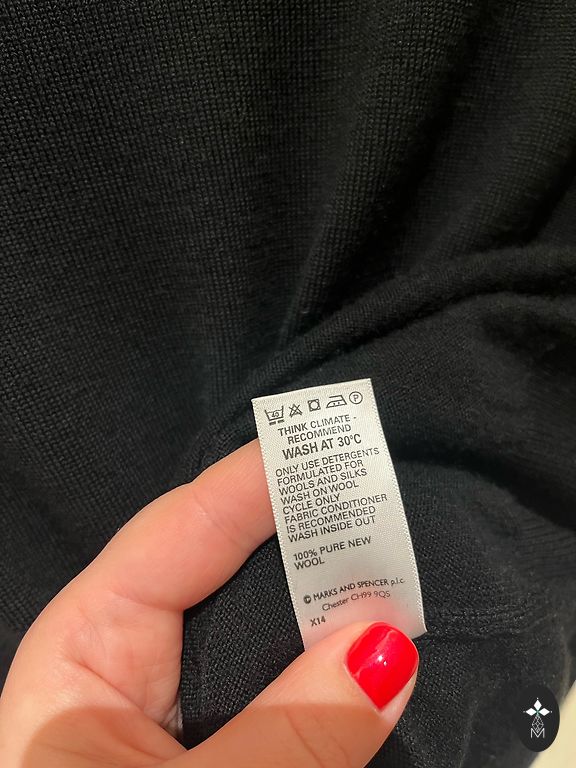 40 P
THINK CLIMATE -
RECOMMEND
WASH AT 30°C
ONLY USE DETERGENTS
FORMULATED FOR
WOOLS AND SILKS
WASH ON WOOL
CYCLE ONLY
FABRIC CONDITIONER
IS RECOMMENDED
WASH INSIDE OUT
100% PURE NEW
WOOL
© MARKS AND SPENCER p.l.c.
Chester CH99 9QS
X14
M